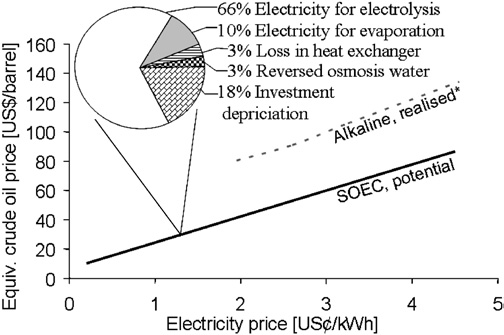 66% Electricity for electrolysis
10% Electricity for evaporation
3% Loss in heat exchanger
3% Reversed osmosis water
18% Investment
depriciation
Equiv. crude oil price [US$/barrel]
160
140
120
100
80
60
40
20
0
Alkaline, realised*
SOEC, potential
0
1
2
3
4
5
Electricity price [US¢/kWh]